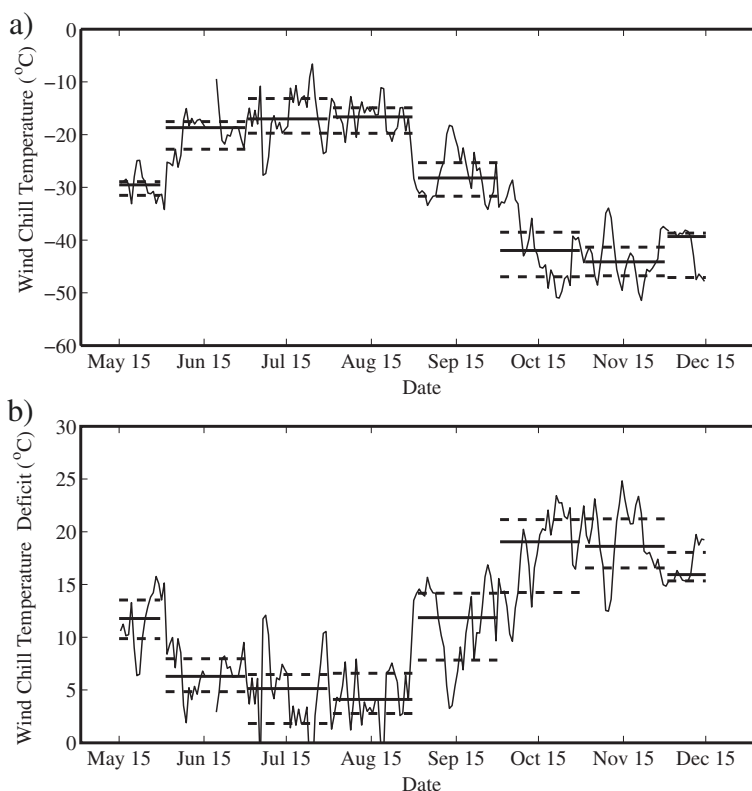 a)
0
−10
−20
−30
−40
−50
−60
Wind Chill Temperature (°C)
May 15 Jun 15 Jul 15 Aug 15 Sep 15 Oct 15 Nov 15 Dec 15
Date
b)
30
25
20
15
10
5
0
Wind Chill Temperature Deficit (°C)
May 15 Jun 15 Jul 15 Aug 15 Sep 15 Oct 15 Nov 15 Dec 15
Date